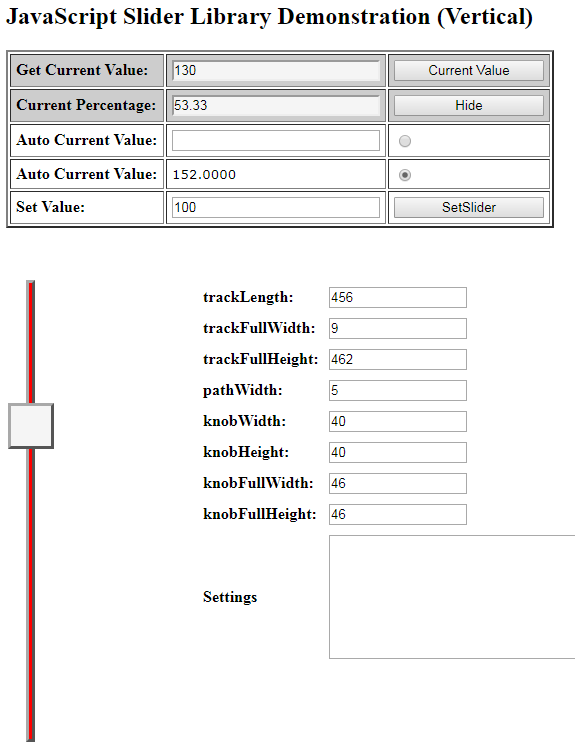 JavaScript Slider Library Demonstration (Vertical)
Get Current Value: 130 Current Value
Current Percentage: 53.33 Hide
Auto Current Value:
Auto Current Value: 152.0000
Set Value: 100 SetSlider
trackLength: 456
trackFullWidth: 9
trackFullHeight: 462
pathWidth: 5
knobWidth: 40
knobHeight: 40
knobFullWidth: 46
knobFullHeight: 46
Settings